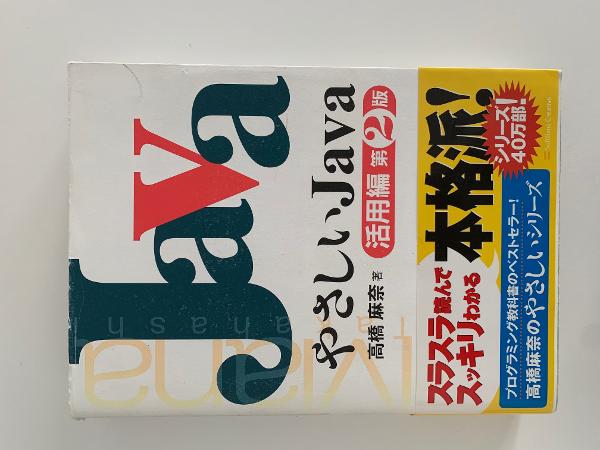 Java
やさしいJava
活用編 第2版
高橋 麻奈 著
Mana
takahashi
スラスラ読んで
スッキリわかる
本格派!
シリーズ
40万部!
プログラミング教科書のベストセラー!
高橋麻奈のやさしいシリーズ
SoftBank Creative